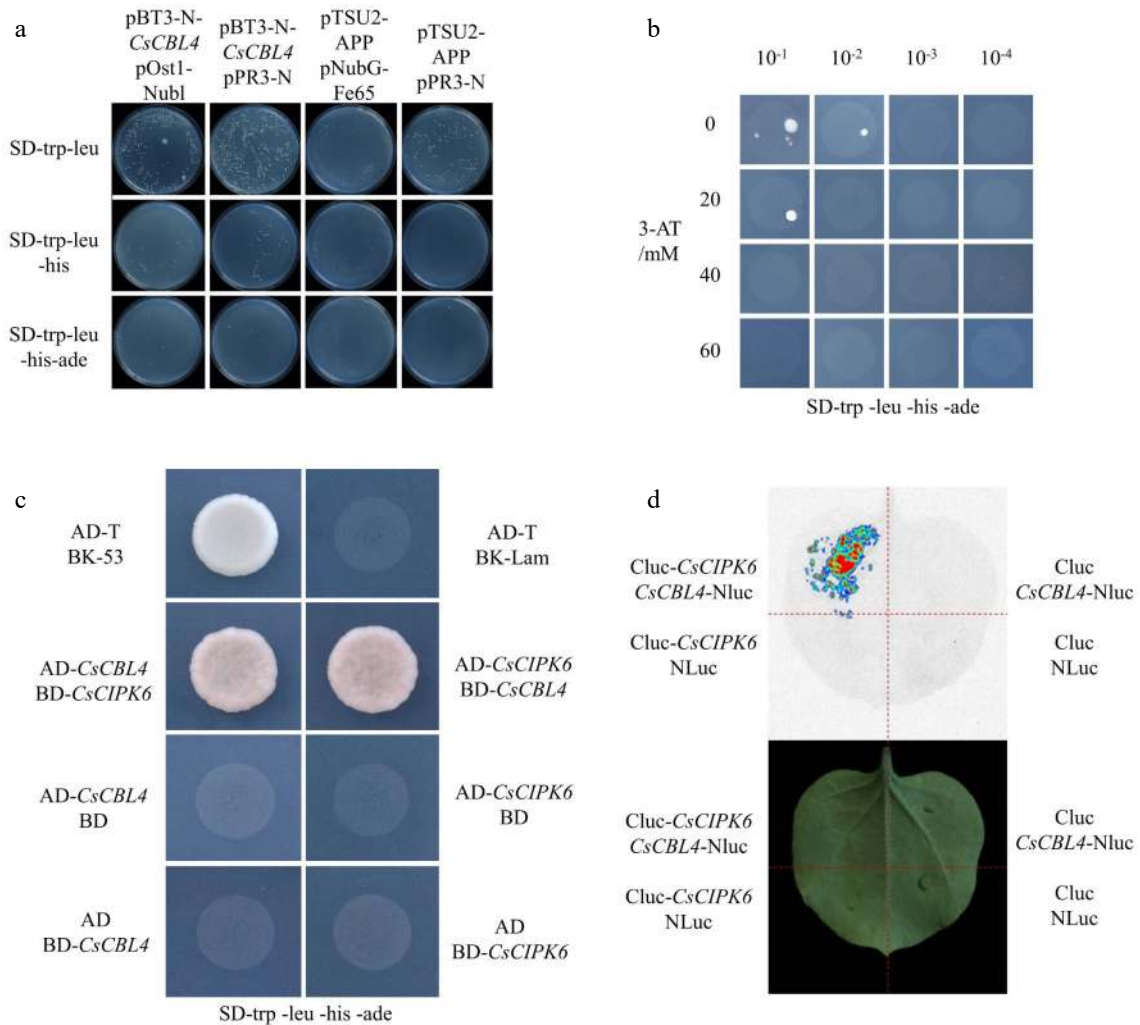 a
pBT3-N-
CsCBL4
pOst1-
Nubl
pBT3-N-
CsCBL4
pPR3-N
pTSU2-
APP
pNubG-
Fe65
pTSU2-
APP
pPR3-N
SD-trp-leu
SD-trp-leu
-his
SD-trp-leu
-his-ade
b
10⁻¹ 10⁻² 10⁻³ 10⁻⁴
0
20
3-AT
/mM
40
60
SD-trp -leu -his -ade
c
AD-T
BK-53
AD-T
BK-Lam
AD-CsCBL4
BD-CsCIPK6
AD-CsCIPK6
BD-CsCBL4
AD-CsCBL4
BD
AD-CsCIPK6
BD
AD
BD-CsCBL4
AD
BD-CsCIPK6
SD-trp -leu -his -ade
d
Cluc-CsCIPK6
CsCBL4-Nluc
Cluc
CsCBL4-Nluc
Cluc-CsCIPK6
NLuc
Cluc
NLuc
Cluc-CsCIPK6
CsCBL4-Nluc
Cluc
CsCBL4-Nluc
Cluc-CsCIPK6
NLuc
Cluc
NLuc